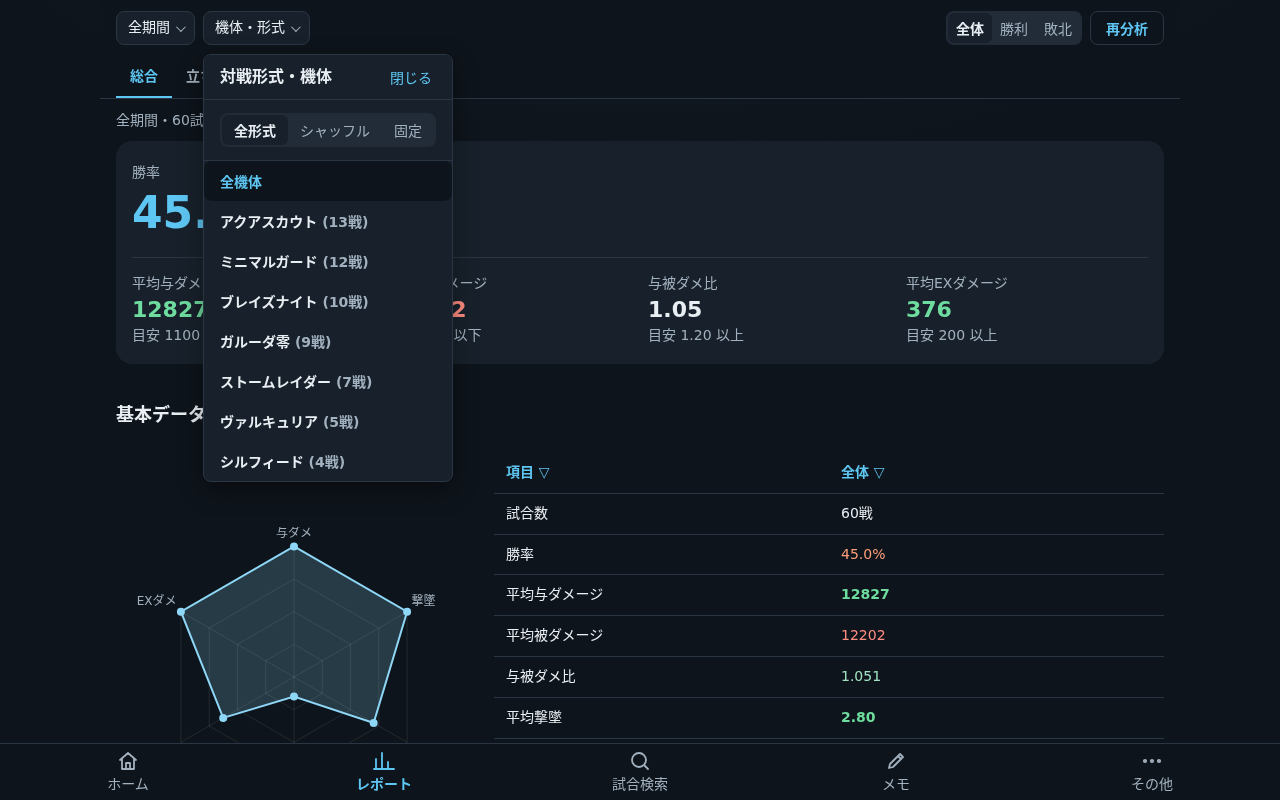 全期間
機体・形式
全体 勝利 敗北
再分析
総合
対戦形式・機体 閉じる
全期間・60試
全形式 シャッフル 固定
全機体
アクアスカウト (13戦)
ミニマルガード (12戦)
ブレイズナイト (10戦)
ガルーダ零 (9戦)
ストームレイダー (7戦)
ヴァルキュリア (5戦)
シルフィード (4戦)
勝率
45.
平均与ダメ
12827
目安 1100
メージ
2
以下
与被ダメ比
1.05
目安 1.20 以上
平均EXダメージ
376
目安 200 以上
基本データ
与ダメ
EXダメ
撃墜
項目 ▽ 全体 ▽
試合数 60戦
勝率 45.0%
平均与ダメージ 12827
平均被ダメージ 12202
与被ダメ比 1.051
平均撃墜 2.80
ホーム レポート 試合検索 メモ その他